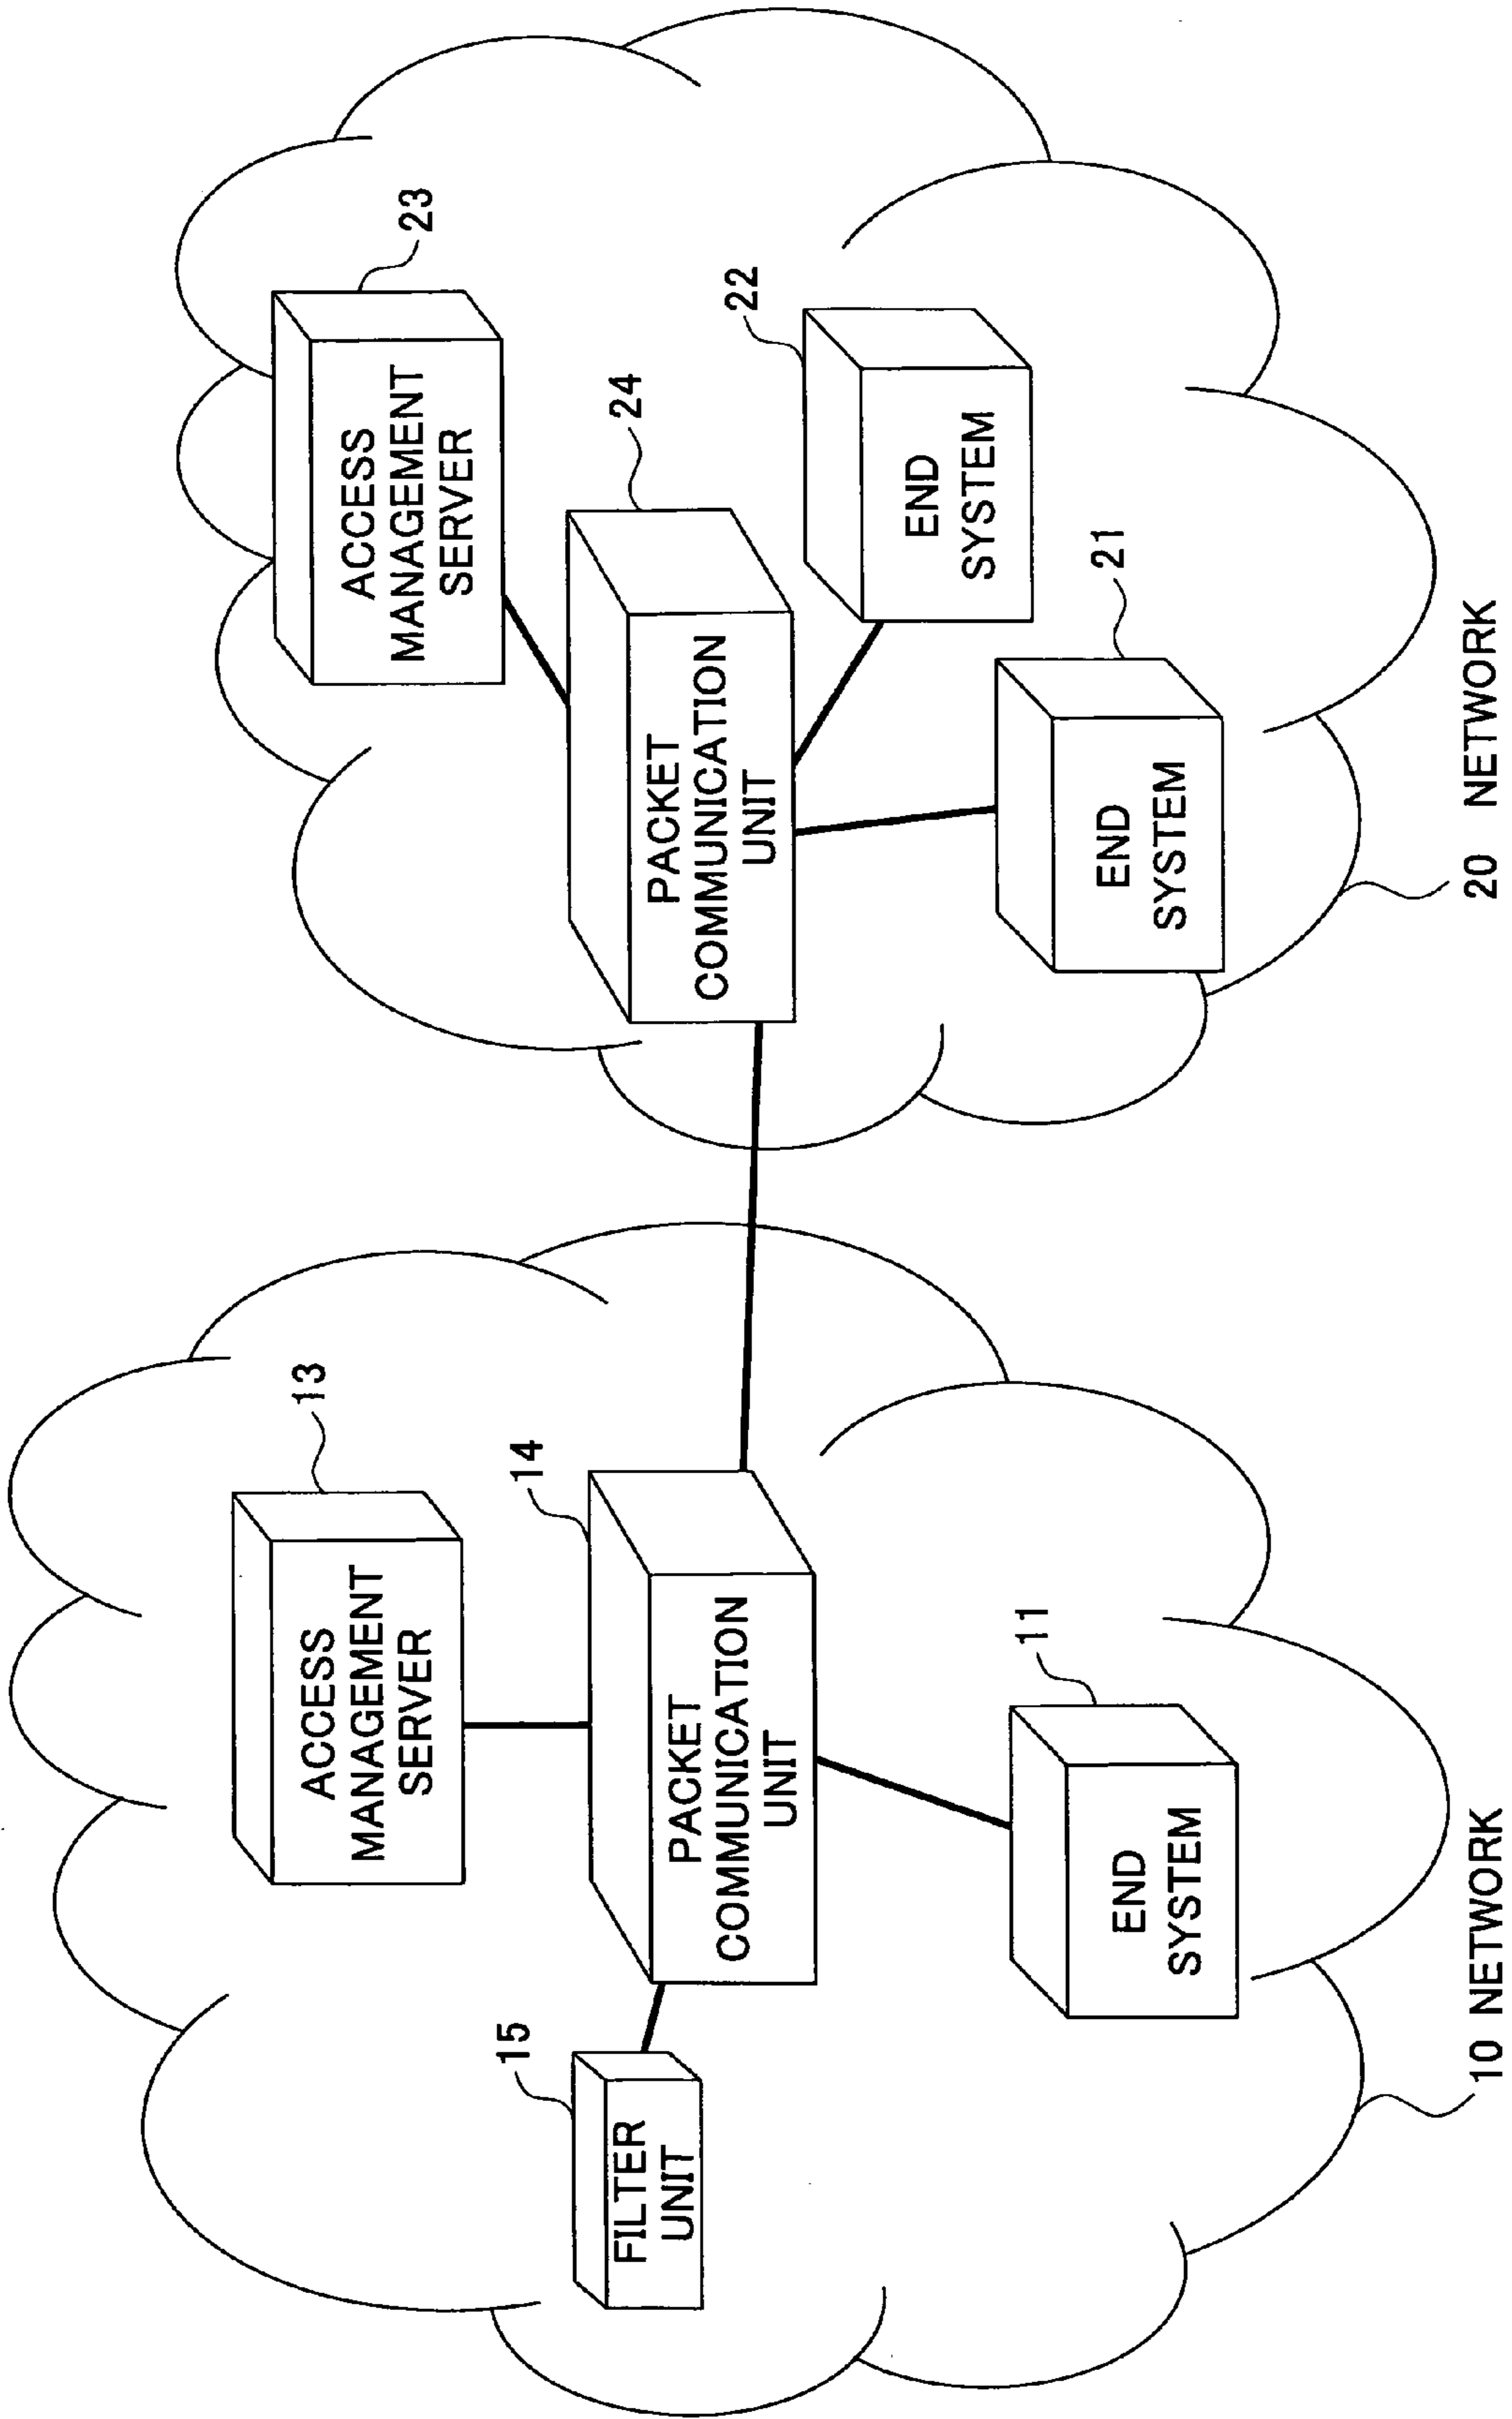 13
ACCESS
MANAGEMENT
SERVER
14
PACKET
COMMUNICATION
UNIT
15
FILTER
UNIT
11
END
SYSTEM
10 NETWORK
23
ACCESS
MANAGEMENT
SERVER
24
PACKET
COMMUNICATION
UNIT
22
END
SYSTEM
21
END
SYSTEM
20 NETWORK